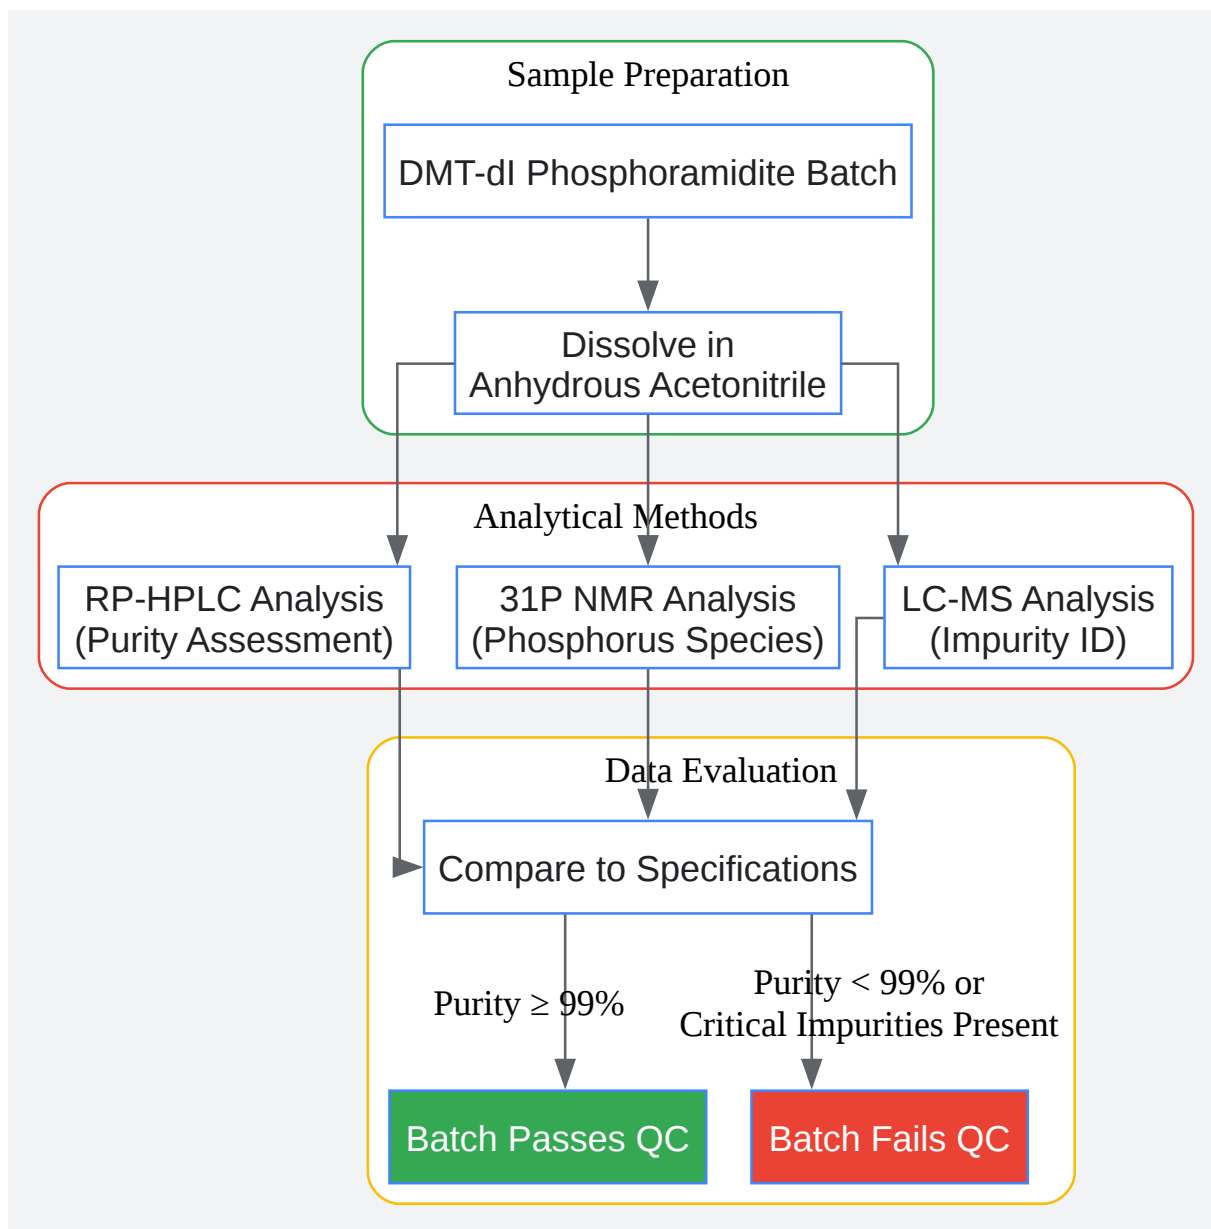 Sample Preparation
DMT-dI Phosphoramidite Batch
Dissolve in
Anhydrous Acetonitrile
Analytical Methods
RP-HPLC Analysis
(Purity Assessment)
31P NMR Analysis
(Phosphorus Species)
LC-MS Analysis
(Impurity ID)
Data Evaluation
Compare to Specifications
Purity ≥ 99%
Purity < 99% or
Critical Impurities Present
Batch Passes QC
Batch Fails QC